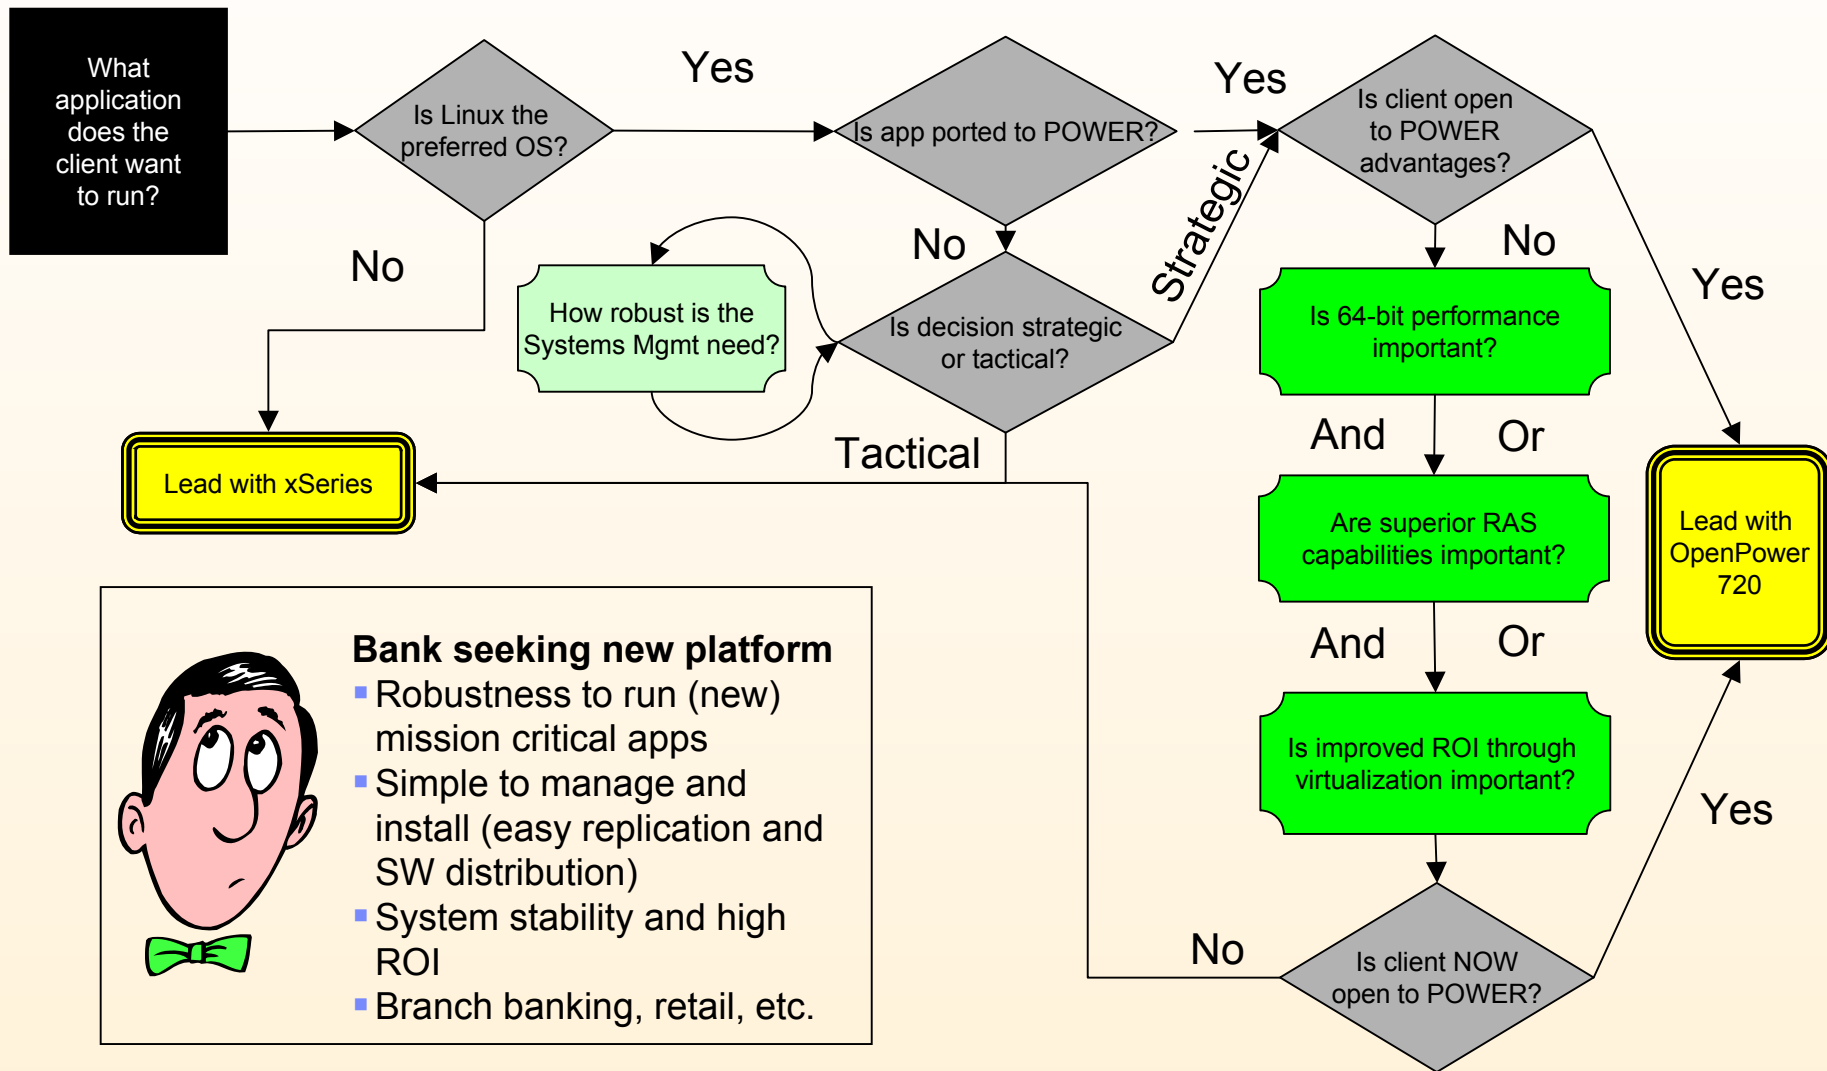 What
application
does the
client want
to run?
Is Linux the
preferred OS?
Yes
No
Is app ported to POWER?
Yes
No
Is client open
to POWER
advantages?
Yes
No
How robust is the
Systems Mgmt need?
Is decision strategic
or tactical?
Strategic
Tactical
Lead with xSeries
Is 64-bit performance
important?
And
Or
Are superior RAS
capabilities important?
And
Or
Is improved ROI through
virtualization important?
Is client NOW
open to POWER?
No
Yes
Lead with
OpenPower
720
Bank seeking new platform
▪ Robustness to run (new)
mission critical apps
▪ Simple to manage and
install (easy replication and
SW distribution)
▪ System stability and high
ROI
▪ Branch banking, retail, etc.